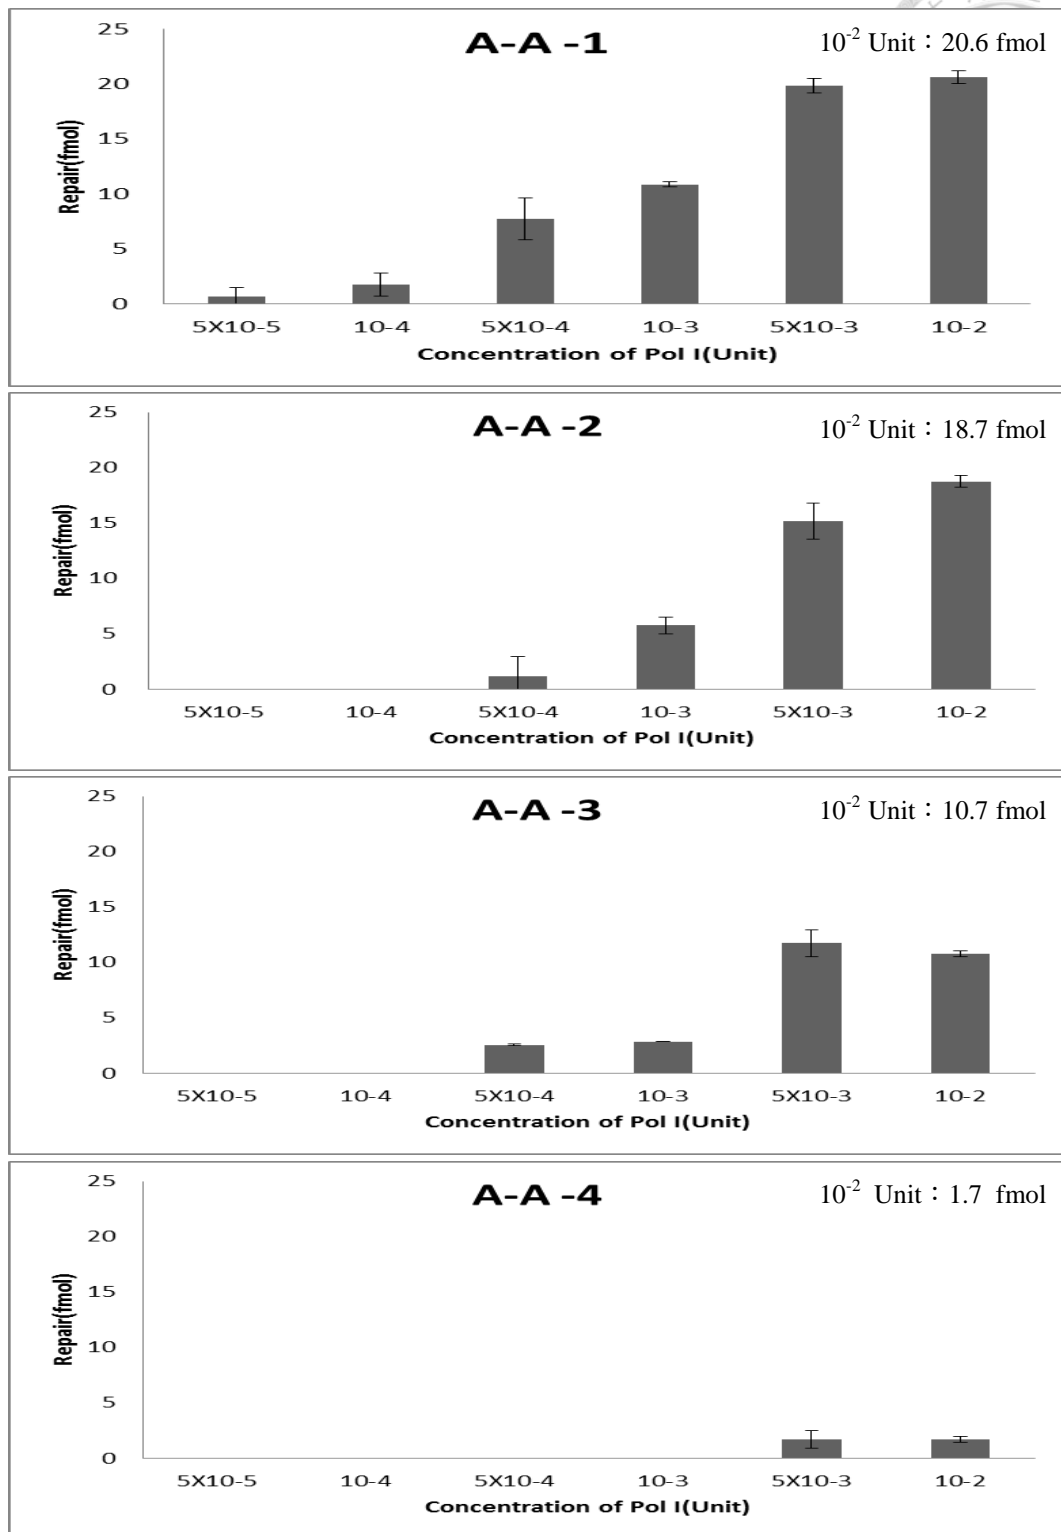 A-A -1
10-2 Unit：20.6 fmol
Repair(fmol)
25
20
15
10
5
0
5X10-5 10-4 5X10-4 10-3 5X10-3 10-2
Concentration of Pol I(Unit)
A-A -2
10-2 Unit：18.7 fmol
Repair(fmol)
25
20
15
10
5
0
5X10-5 10-4 5X10-4 10-3 5X10-3 10-2
Concentration of Pol I(Unit)
A-A -3
10-2 Unit：10.7 fmol
Repair(fmol)
25
20
15
10
5
0
5X10-5 10-4 5X10-4 10-3 5X10-3 10-2
Concentration of Pol I(Unit)
A-A -4
10-2 Unit：1.7 fmol
Repair(fmol)
25
20
15
10
5
0
5X10-5 10-4 5X10-4 10-3 5X10-3 10-2
Concentration of Pol I(Unit)